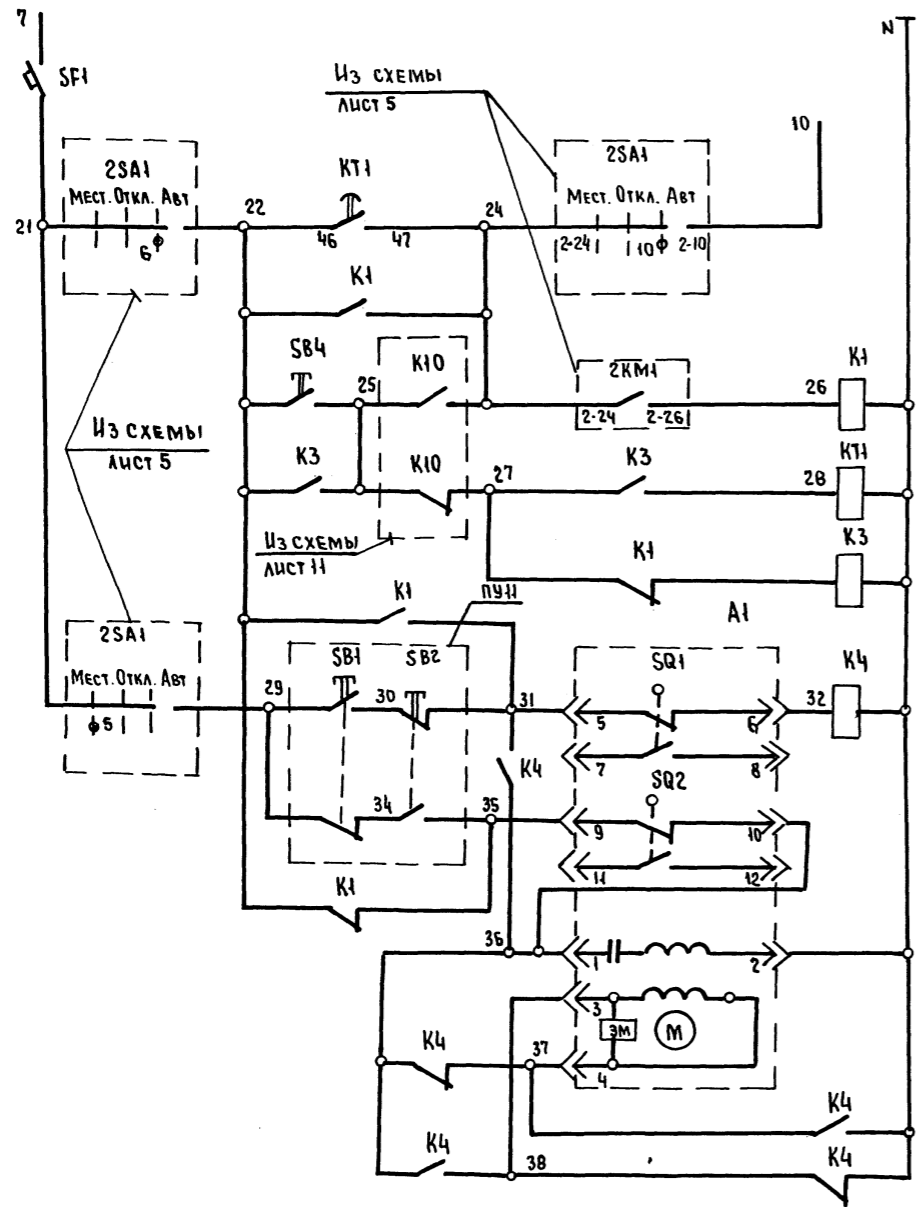 7
N
SF1
Из схемы
лист 5
10
2SA1
Мест. Откл. Авт
21
6
22
KT1
46 47
24
2SA1
Мест. Откл. Авт
2-24 10 2-10
K1
SB4
25
K10
2KM1
2-24 2-26
26
K1
Из схемы
лист 5
K3
K10
27
K3
28
KT1
Из схемы
лист 11
K1
K3
K1
ПУ11
A1
2SA1
Мест. Откл. Авт
5
29
SB1
30
SB2
31
SQ1
5 6
32
K4
7 8
K4
SQ2
34
35
9 10
11 12
K1
36
1 2
3
ЭМ
М
K4
37
4
K4
K4
38
K4